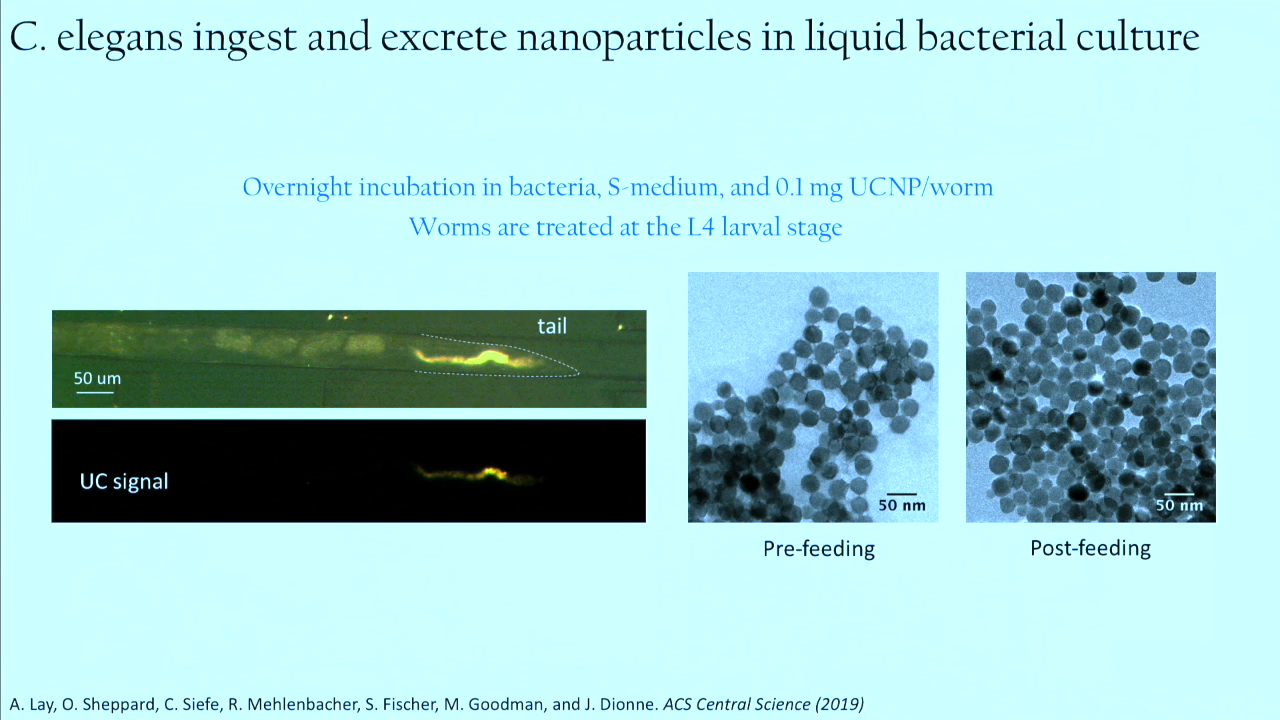 C. elegans ingest and excrete nanoparticles in liquid bacterial culture
Overnight incubation in bacteria, S-medium, and 0.1 mg UCNP/worm
Worms are treated at the L4 larval stage
tail
50 um
UC signal
50 nm
50 nm
Pre-feeding
Post-feeding
A. Lay, O. Sheppard, C. Siefe, R. Mehlenbacher, S. Fischer, M. Goodman, and J. Dionne. ACS Central Science (2019)